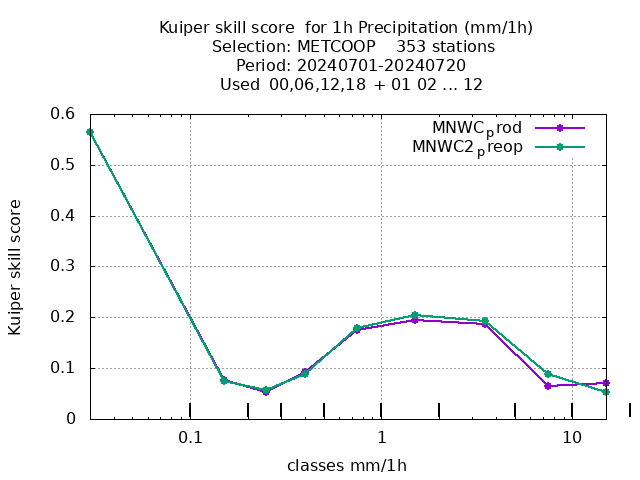 Kuiper skill score  for 1h Precipitation (mm/1h)
Selection: METCOOP    353 stations
Period: 20240701-20240720
Used  00,06,12,18  + 01 02 ... 12
MNWCprod
MNWC2preop
0.6
0.5
0.4
0.3
0.2
0.1
0
Kuiper skill score
0.1 1 10
classes mm/1h